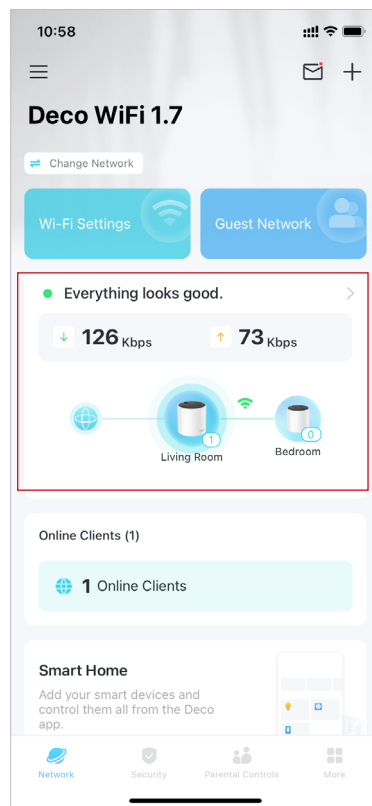 10:58
Deco WiFi 1.7
Change Network
Wi-Fi Settings
Guest Network
Everything looks good.
126 Kbps
73 Kbps
1
0
Living Room
Bedroom
Online Clients (1)
1 Online Clients
Smart Home
Add your smart devices and
control them all from the Deco
app.
Network
Security
Parental Controls
More